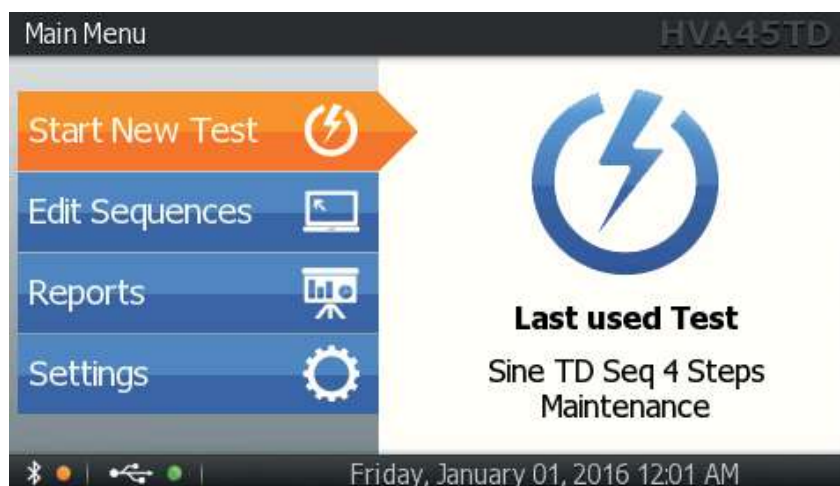 Main Menu
HVA45TD
Start New Test
Edit Sequences
Reports
Settings
Last used Test
Sine TD Seq 4 Steps
Maintenance
Friday, January 01, 2016 12:01 AM